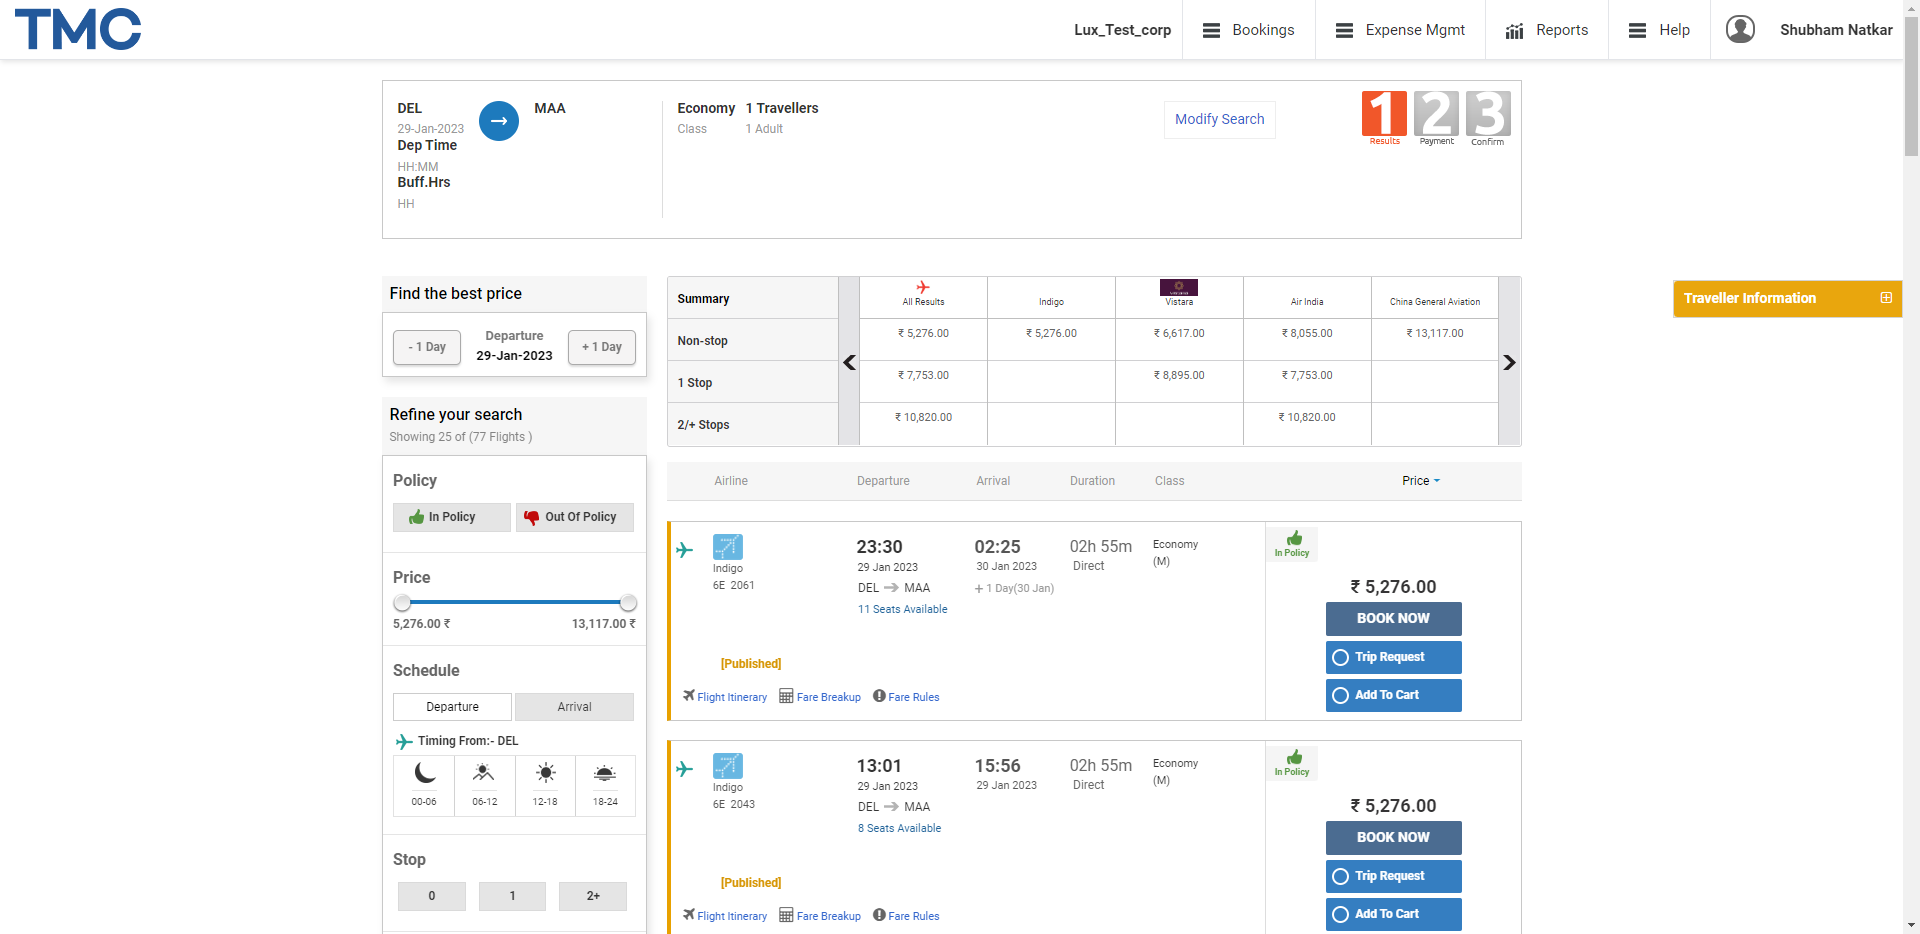 TMC
Lux_Test_corp
Bookings
Expense Mgmt
Reports
Help
Shubham Natkar
DEL
29-Jan-2023
Dep Time
HH:MM
Buff.Hrs
HH
MAA
Economy 1 Travellers
Class 1 Adult
Modify Search
1 2 3
Results Payment Confirm
Find the best price
- 1 Day
Departure
29-Jan-2023
+ 1 Day
Refine your search
Showing 25 of (77 Flights )
Policy
In Policy
Out Of Policy
Price
5,276.00 ₹ 13,117.00 ₹
Schedule
Departure Arrival
Timing From:- DEL
00-06 06-12 12-18 18-24
Stop
0 1 2+
Summary All Results Indigo Vistara Air India China General Aviation
Non-stop ₹ 5,276.00 ₹ 5,276.00 ₹ 6,617.00 ₹ 8,055.00 ₹ 13,117.00
1 Stop ₹ 7,753.00 ₹ 8,895.00 ₹ 7,753.00
2/+ Stops ₹ 10,820.00 ₹ 10,820.00
Traveller Information
Airline Departure Arrival Duration Class Price
Indigo
6E 2061
23:30
29 Jan 2023
DEL MAA
11 Seats Available
02:25
30 Jan 2023
+ 1 Day(30 Jan)
02h 55m
Direct
Economy
(M)
In Policy
₹ 5,276.00
BOOK NOW
Trip Request
Add To Cart
[Published]
Flight Itinerary Fare Breakup Fare Rules
Indigo
6E 2043
13:01
29 Jan 2023
DEL MAA
8 Seats Available
15:56
29 Jan 2023
02h 55m
Direct
Economy
(M)
In Policy
₹ 5,276.00
BOOK NOW
Trip Request
Add To Cart
[Published]
Flight Itinerary Fare Breakup Fare Rules